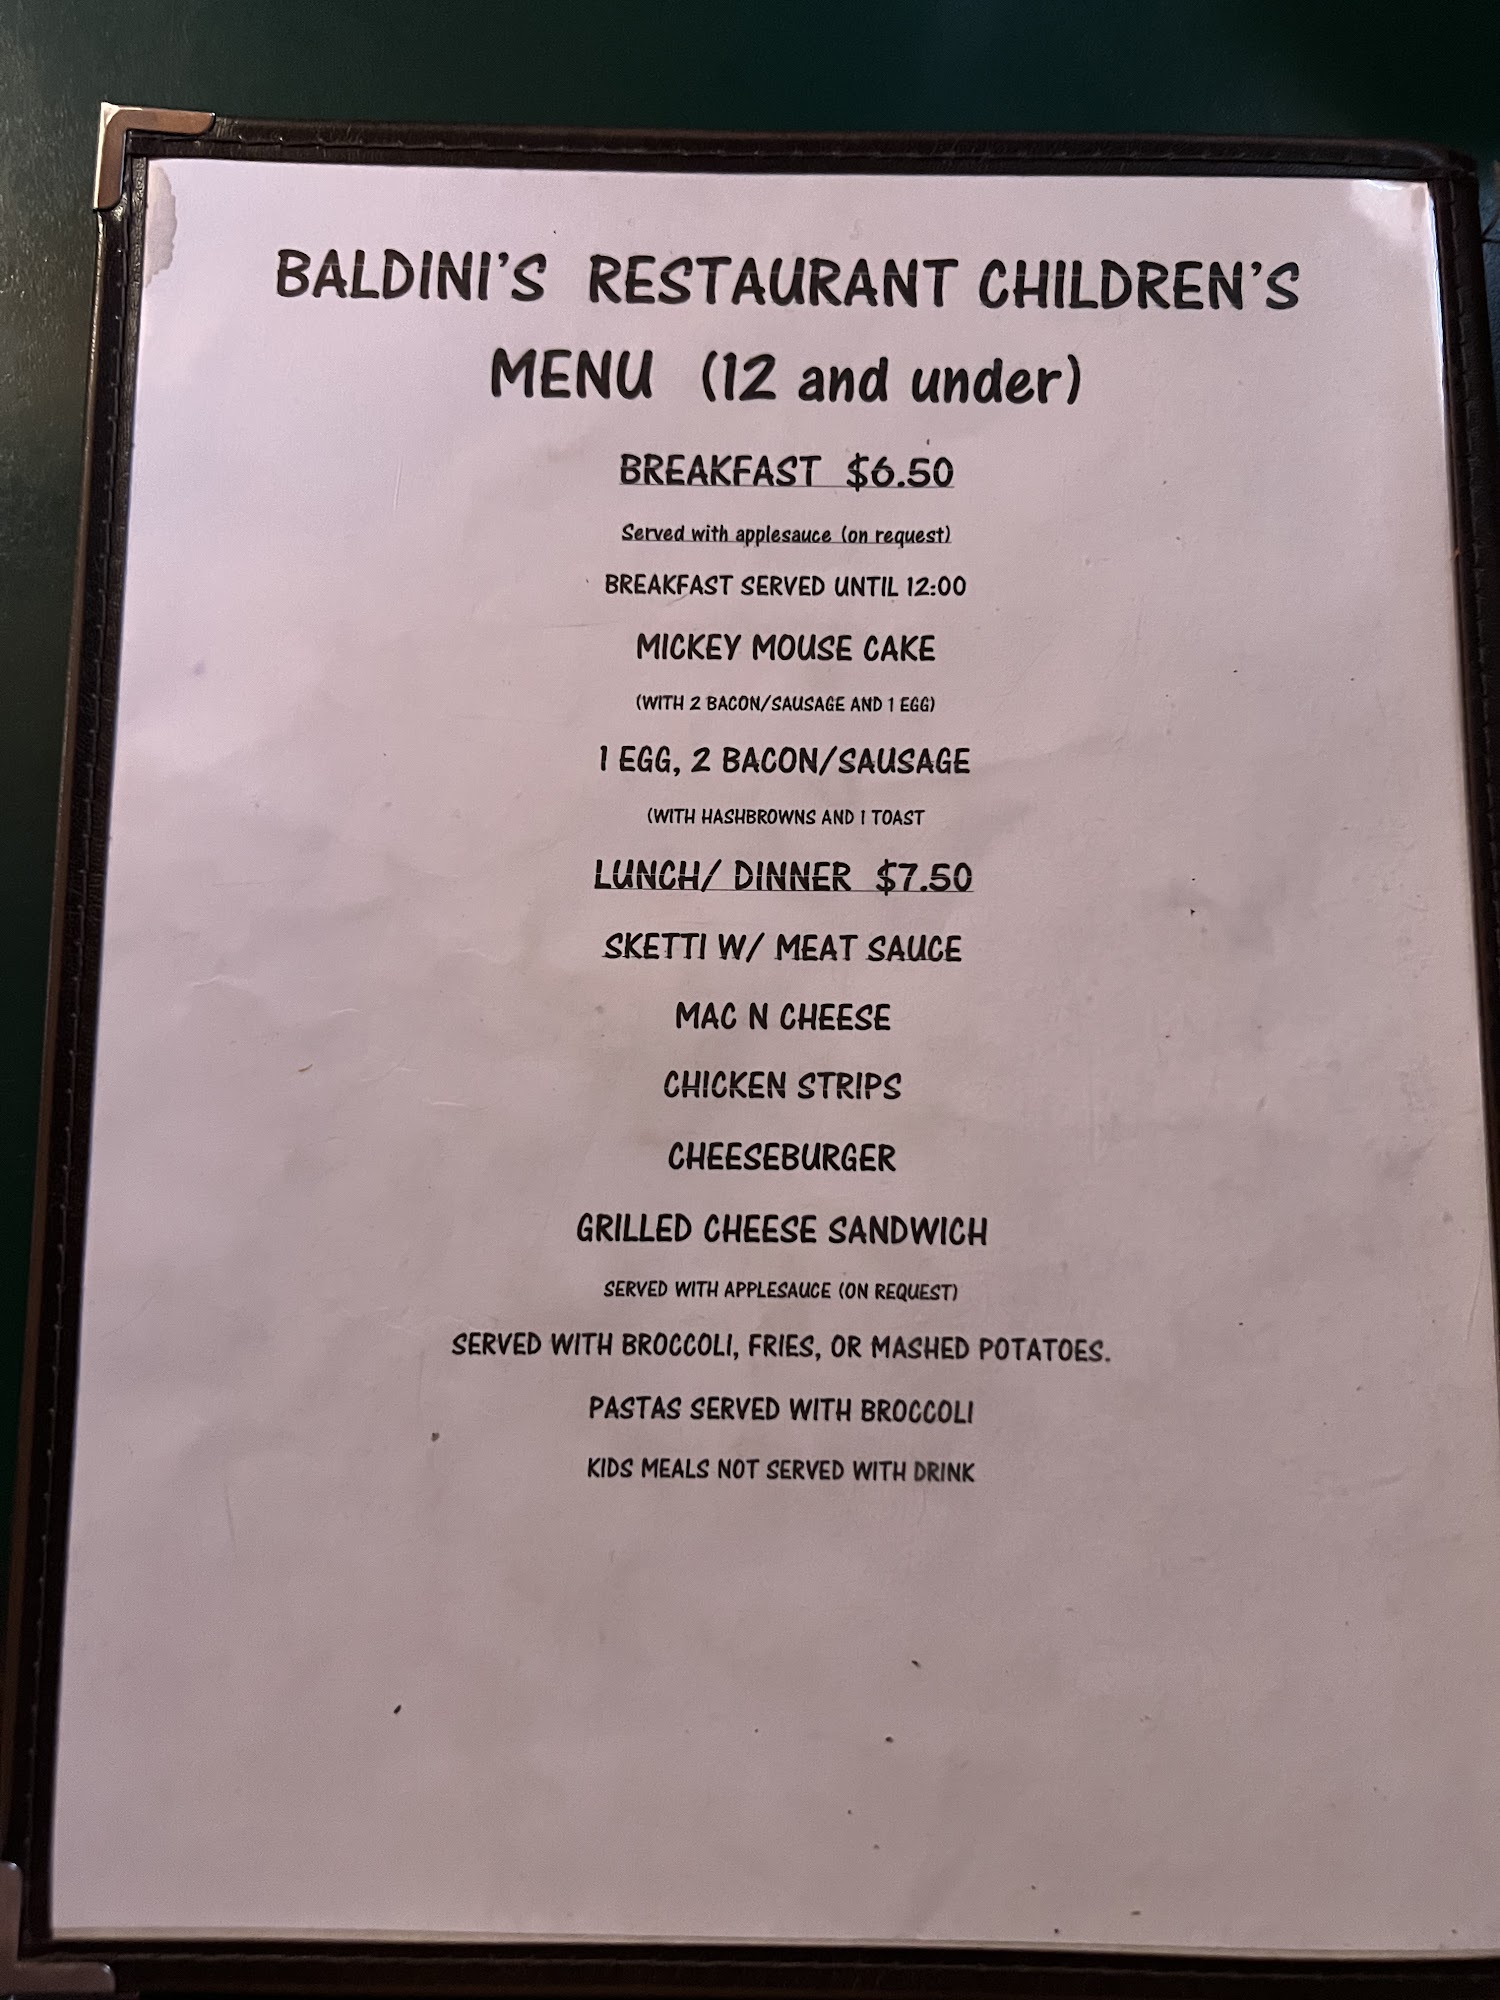 BALDINI'S RESTAURANT CHILDREN'S
MENU (12 and under)
BREAKFAST $6.50
Served with applesauce (on request)
BREAKFAST SERVED UNTIL 12:00
MICKEY MOUSE CAKE
(WITH 2 BACON/SAUSAGE AND 1 EGG)
1 EGG, 2 BACON/SAUSAGE
(WITH HASHBROWNS AND 1 TOAST
LUNCH/ DINNER $7.50
SKETTI W/ MEAT SAUCE
MAC N CHEESE
CHICKEN STRIPS
CHEESEBURGER
GRILLED CHEESE SANDWICH
SERVED WITH APPLESAUCE (ON REQUEST)
SERVED WITH BROCCOLI, FRIES, OR MASHED POTATOES.
PASTAS SERVED WITH BROCCOLI
KIDS MEALS NOT SERVED WITH DRINK